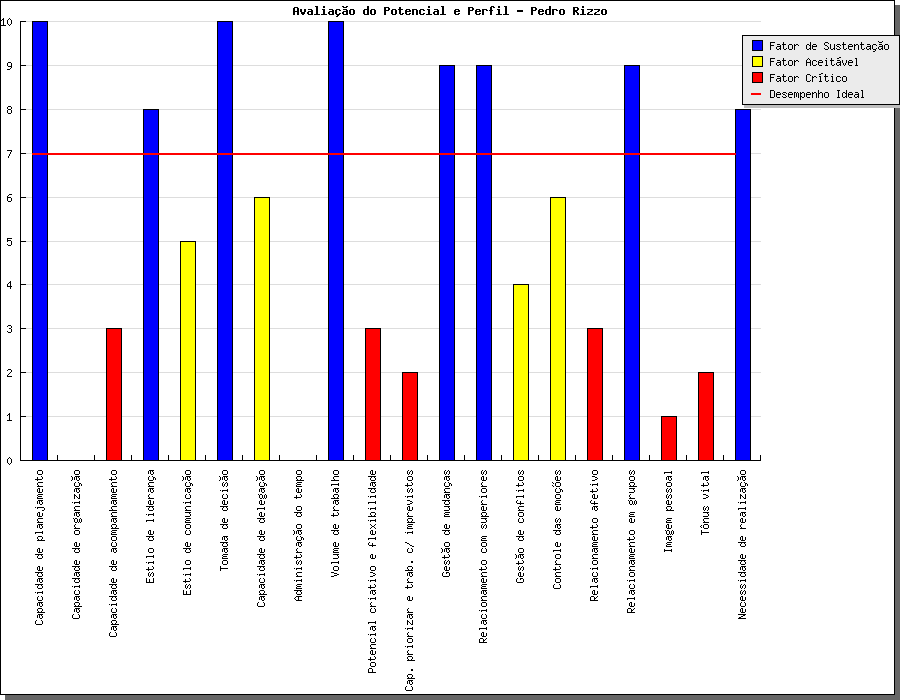 Avaliação do Potencial e Perfil - Pedro Rizzo
Fator de Sustentação
Fator Aceitável
Fator Crítico
Desempenho Ideal
10
9
8
7
6
5
4
3
2
1
0
Capacidade de planejamento
Capacidade de organização
Capacidade de acompanhamento
Estilo de liderança
Estilo de comunicação
Tomada de decisão
Capacidade de delegação
Administração do tempo
Volume de trabalho
Potencial criativo e flexibilidade
Cap. priorizar e trab. c/ imprevistos
Gestão de mudanças
Relacionamento com superiores
Gestão de conflitos
Controle das emoções
Relacionamento afetivo
Relacionamento em grupos
Imagem pessoal
Tônus vital
Necessidade de realização